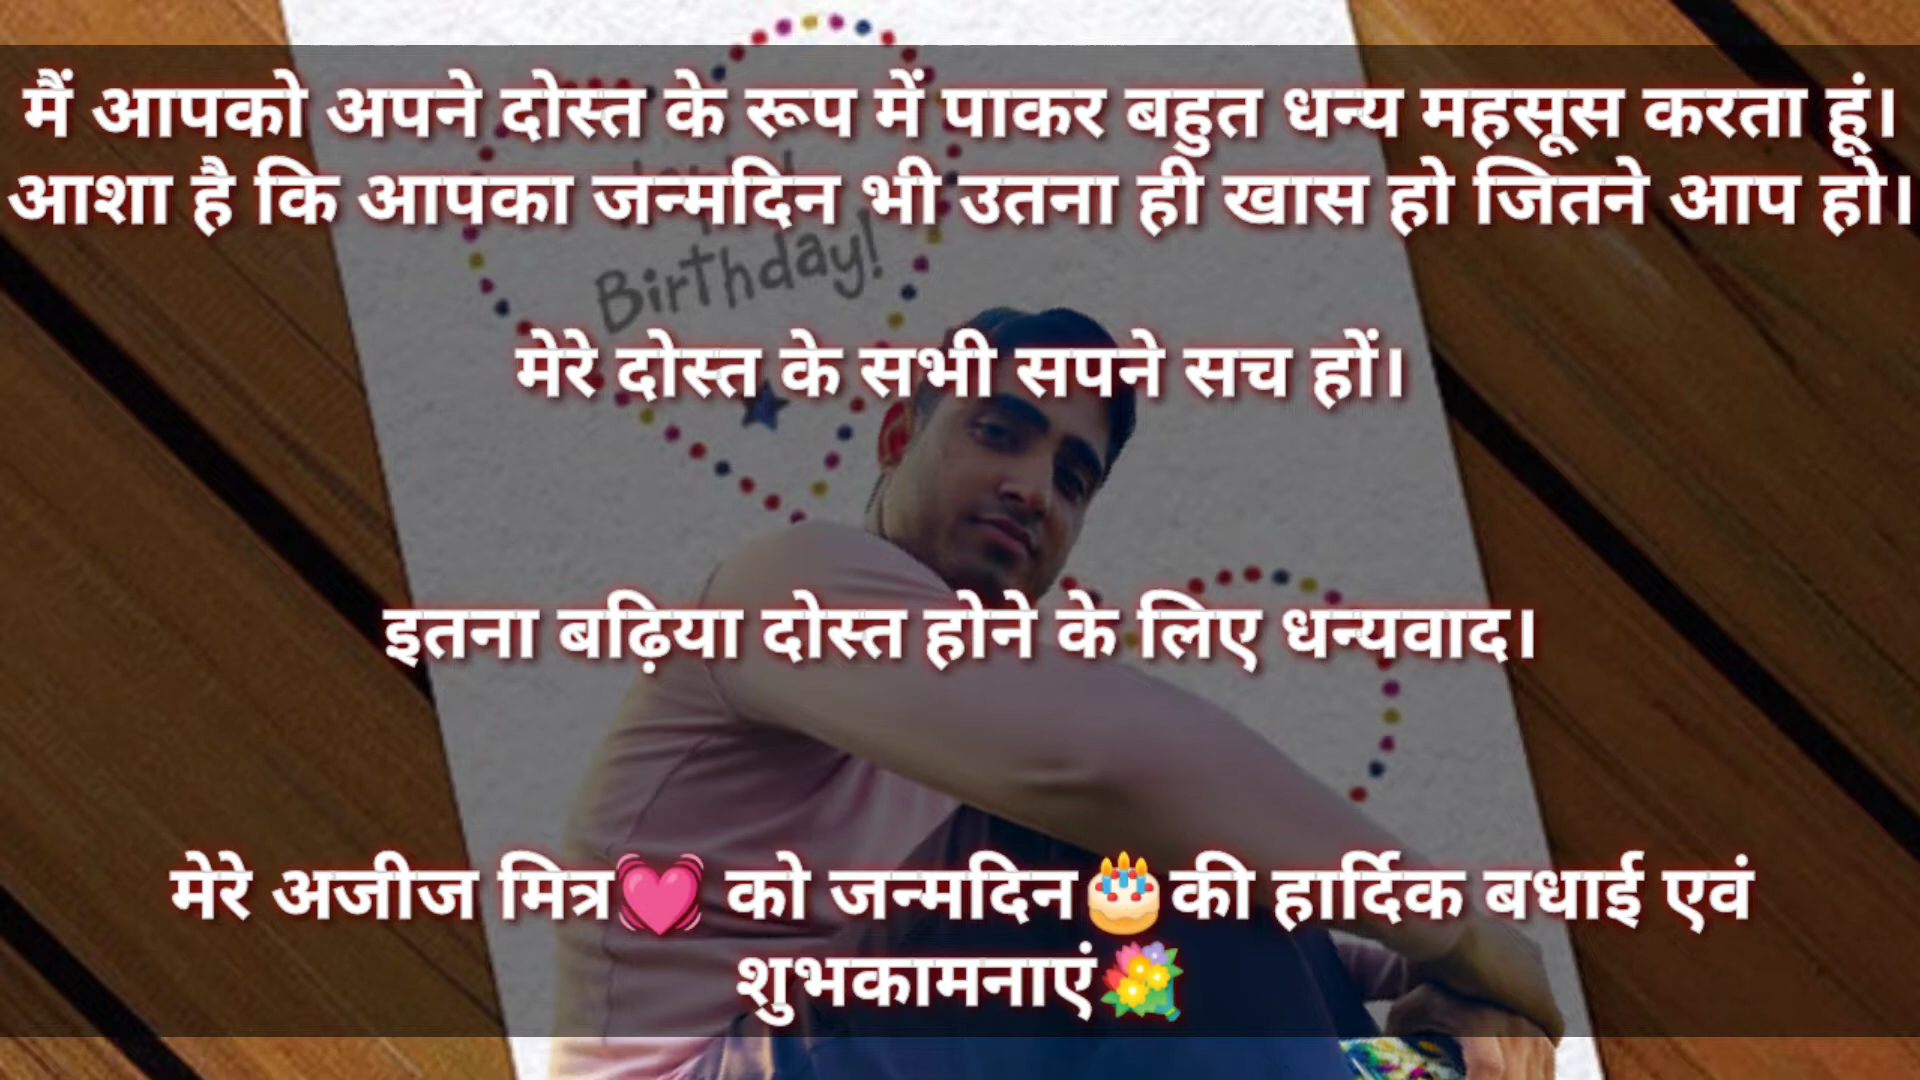 मैं आपको अपने दोस्त के रूप में पाकर बहुत धन्य महसूस करता हूं।
आशा है कि आपका जन्मदिन भी उतना ही खास हो जितने आप हो।
Birthday!
मेरे दोस्त के सभी सपने सच हों।
इतना बढ़िया दोस्त होने के लिए धन्यवाद।
मेरे अजीज मित्र💓 को जन्मदिन🎂की हार्दिक बधाई एवं
शुभकामनाएं💐